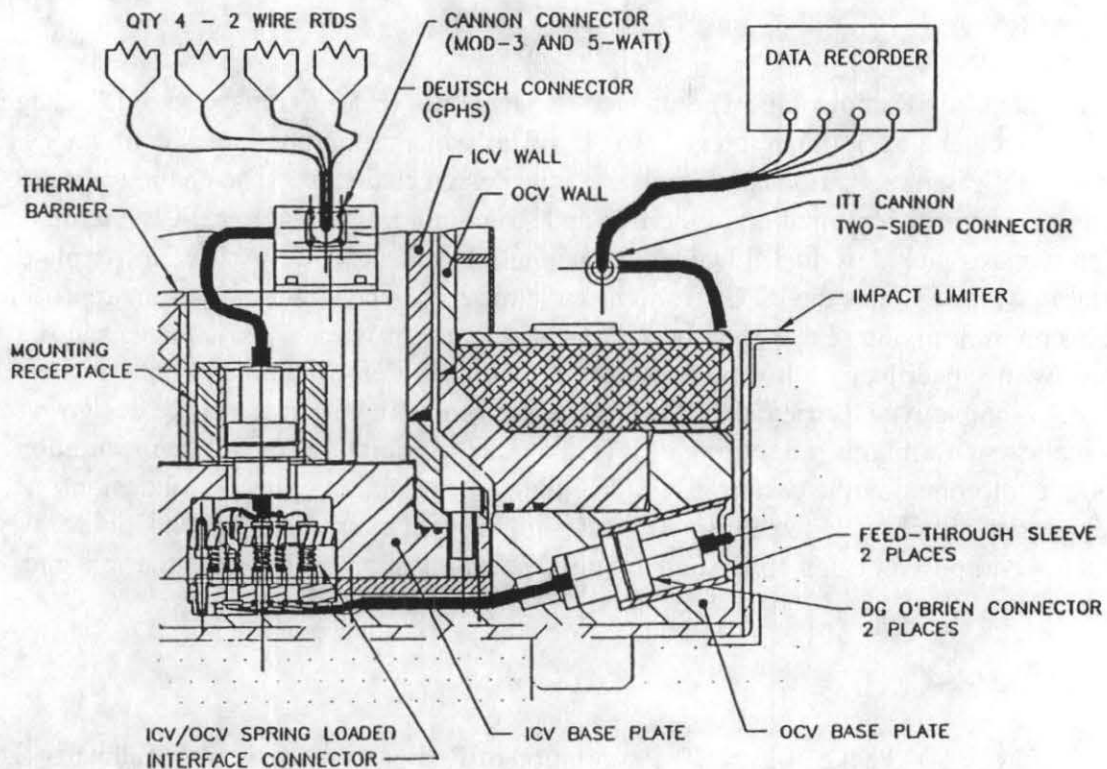 QTY 4 - 2 WIRE RTDS
CANNON CONNECTOR
(MOD-3 AND 5-WATT)
DEUTSCH CONNECTOR
(GPHS)
DATA RECORDER
ICV WALL
OCV WALL
THERMAL
BARRIER
ITT CANNON
TWO-SIDED CONNECTOR
IMPACT LIMITER
MOUNTING
RECEPTACLE
FEED-THROUGH SLEEVE
2 PLACES
DG O'BRIEN CONNECTOR
2 PLACES
ICV/OCV SPRING LOADED
INTERFACE CONNECTOR
ICV BASE PLATE
OCV BASE PLATE